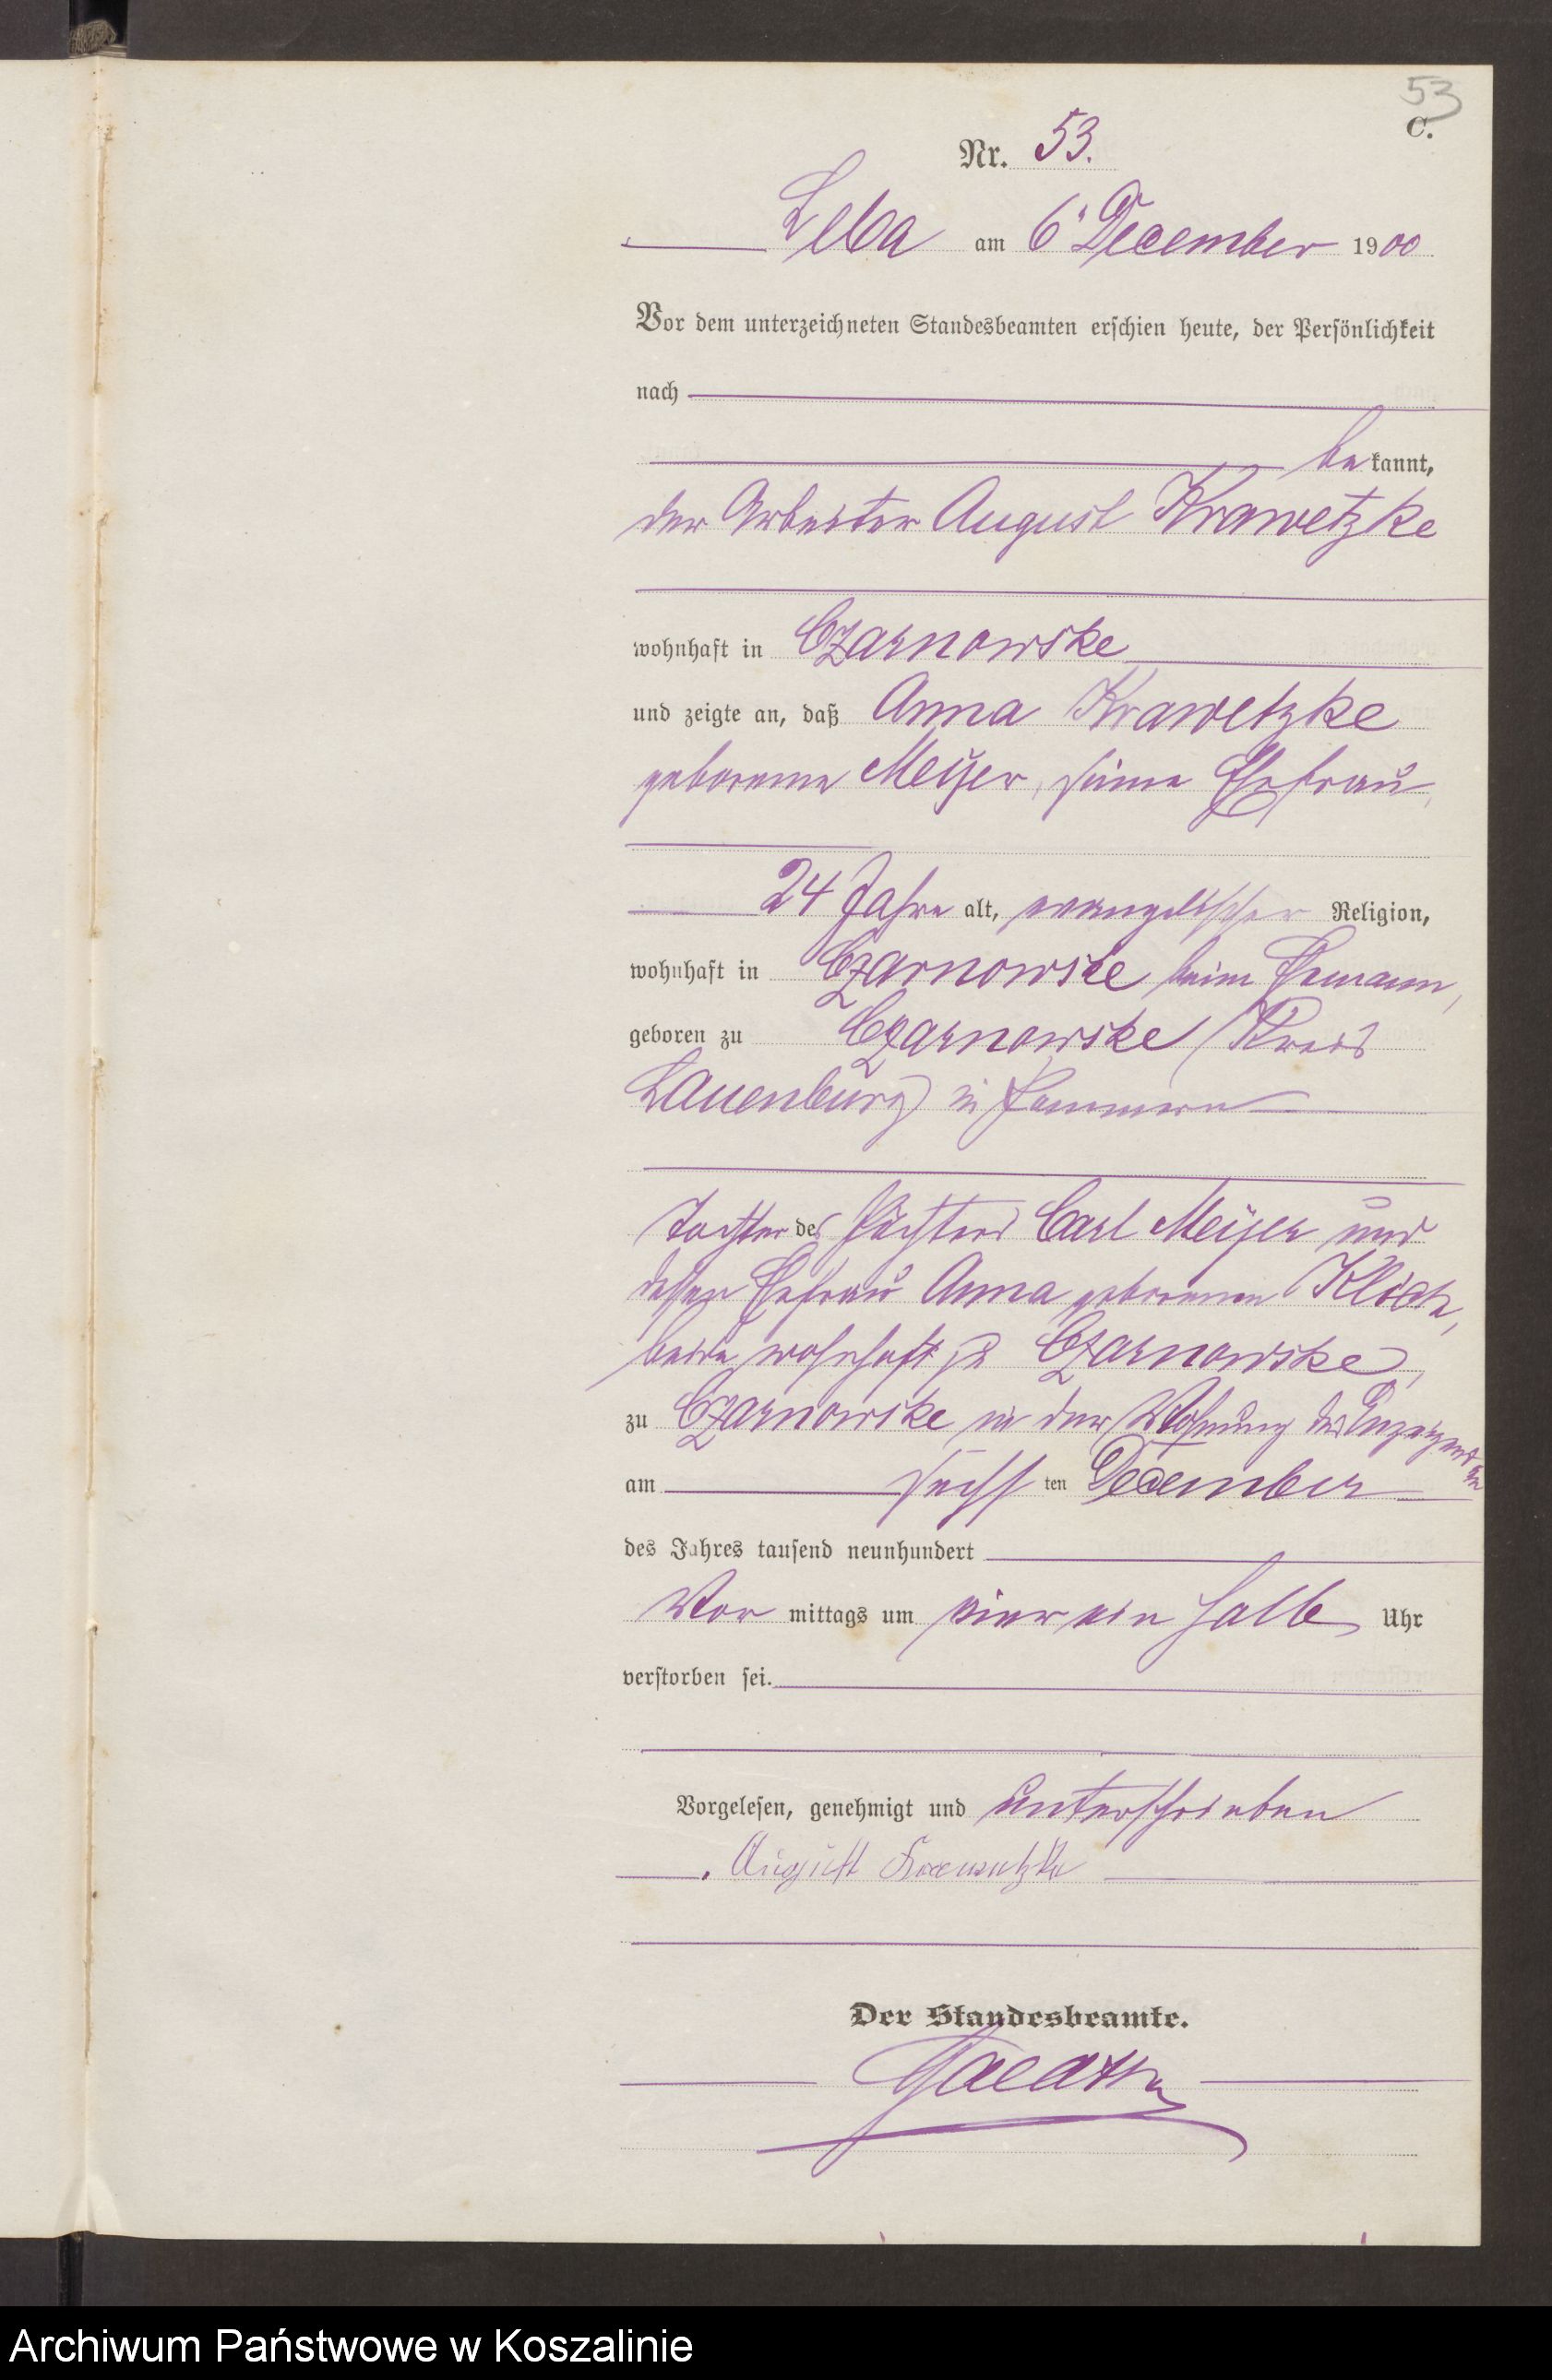 53
C.
Nr. 53.
Leba am 6. December 1900
Vor dem unterzeichneten Standesbeamten erschien heute, der Persönlichkeit
nach
bekannt,
der Arbeiter August Krawetzke
wohnhaft in Czarnowske
und zeigte an, daß Anna Krawetzke
geborene Meyer, seine Ehefrau,
24 Jahre alt, evangelischer Religion,
wohnhaft in Czarnowske beim Ehemann,
geboren zu Czarnowske, Kreis
Lauenburg in Pommern
Tochter des Pächters Carl Meyer und
dessen Ehefrau Anna geborenen
beide wohnhaft zu Czarnowske,
zu Czarnowske in der Wohnung des Anzeigenden
am sechsten December
des Jahres tausend neunhundert
Vor mittags um vier ein halb Uhr
verstorben sei.
Vorgelesen, genehmigt und unterschrieben
August Krawetzke
Der Standesbeamte.
Archiwum Państwowe w Koszalinie